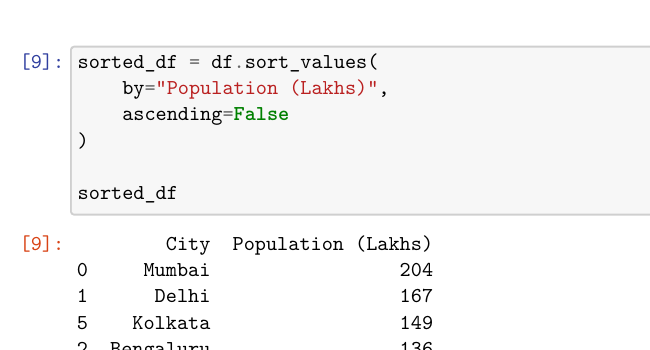 [9]: sorted_df = df.sort_values(
    by="Population (Lakhs)",
    ascending=False
)
sorted_df
[9]: City Population (Lakhs)
0 Mumbai 204
1 Delhi 167
5 Kolkata 149
2 Bengaluru 136